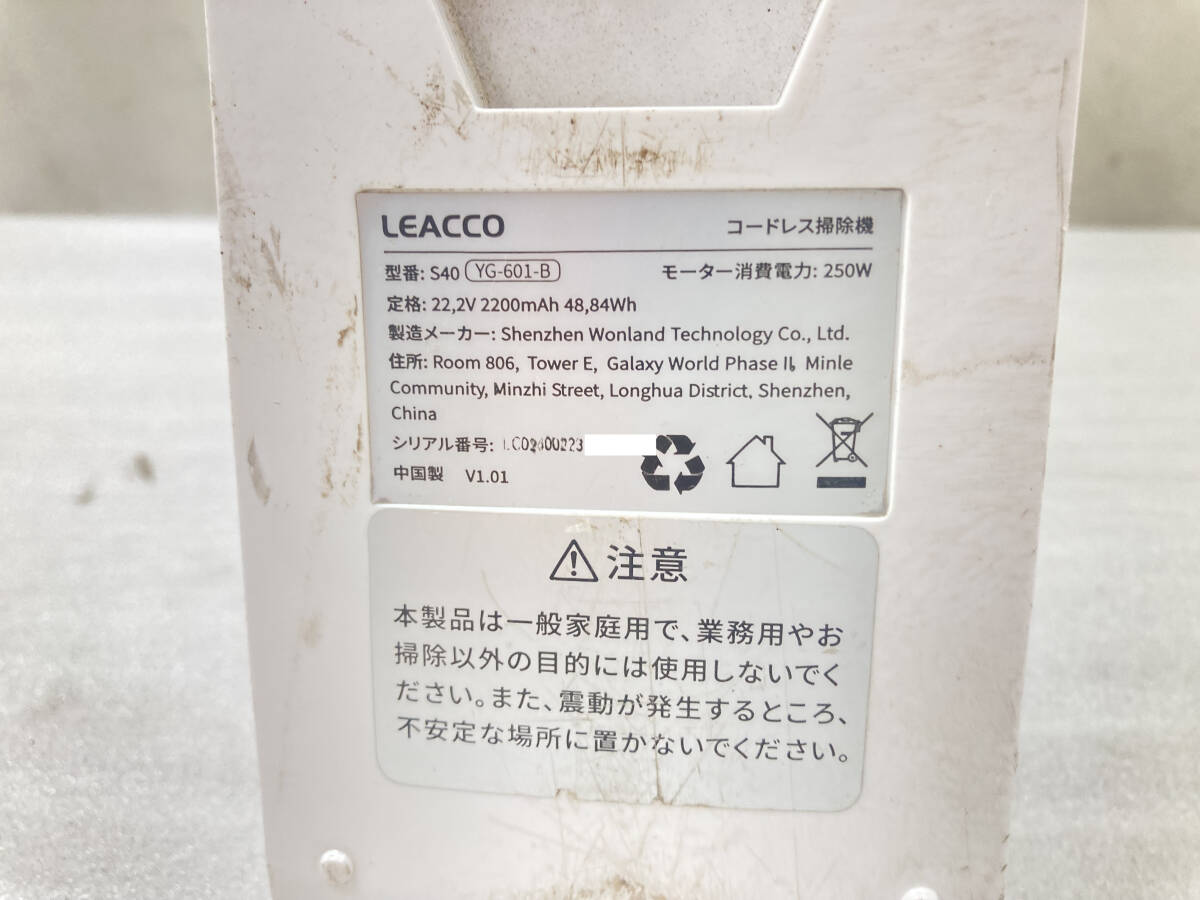 LEACCO コードレス掃除機
型番: S40 YG-601-B モーター消費電力: 250W
定格: 22,2V 2200mAh 48,84Wh
製造メーカー: Shenzhen Wonland Technology Co., Ltd.
住所: Room 806, Tower E, Galaxy World Phase II, Minle
Community, Minzhi Street, Longhua District, Shenzhen,
China
シリアル番号:
中国製 V1.01
注意
本製品は一般家庭用で、業務用やお
掃除以外の目的には使用しないでく
ださい。また、震動が発生するところ、
不安定な場所に置かないでください。